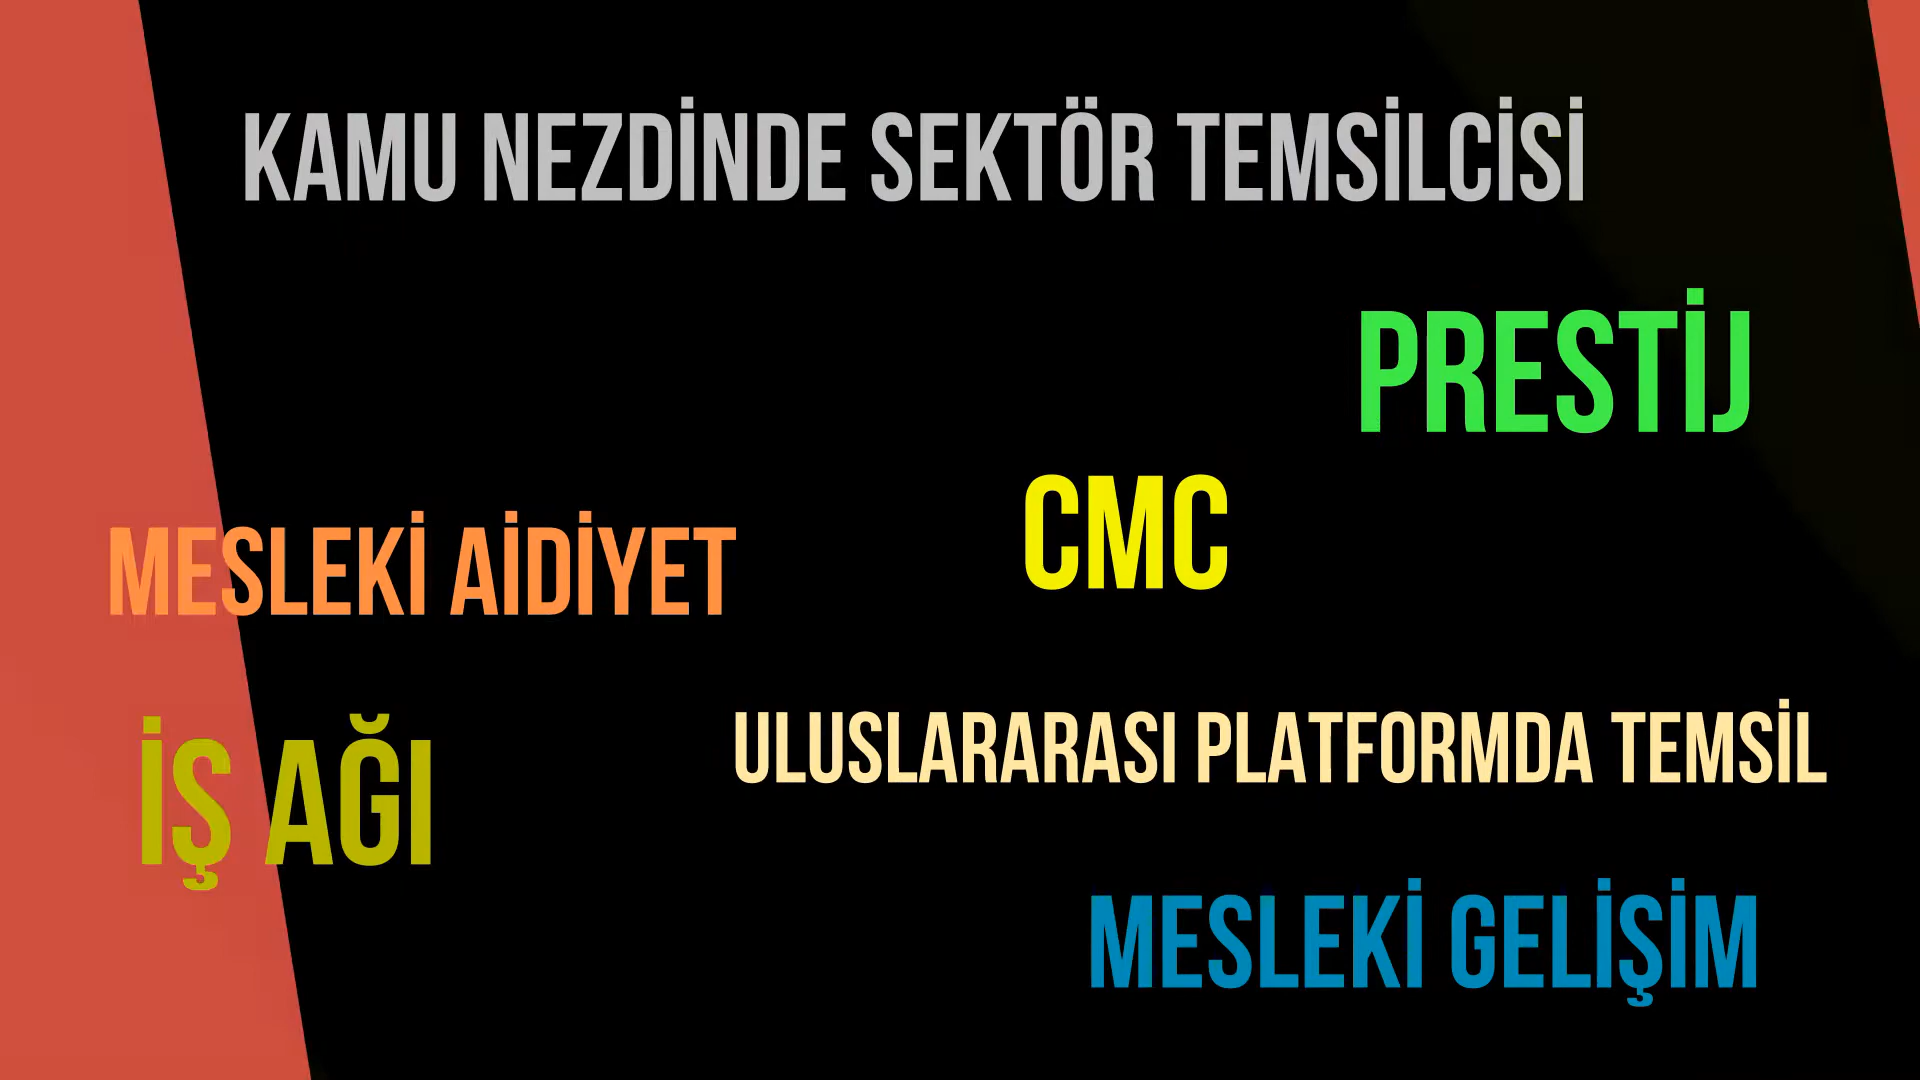 KAMU NEZDİNDE SEKTÖR TEMSİLCİSİ
PRESTİJ
CMC
MESLEKİ AİDİYET
ULUSLARARASI PLATFORMDA TEMSİL
İŞ AĞI
MESLEKİ GELİŞİM